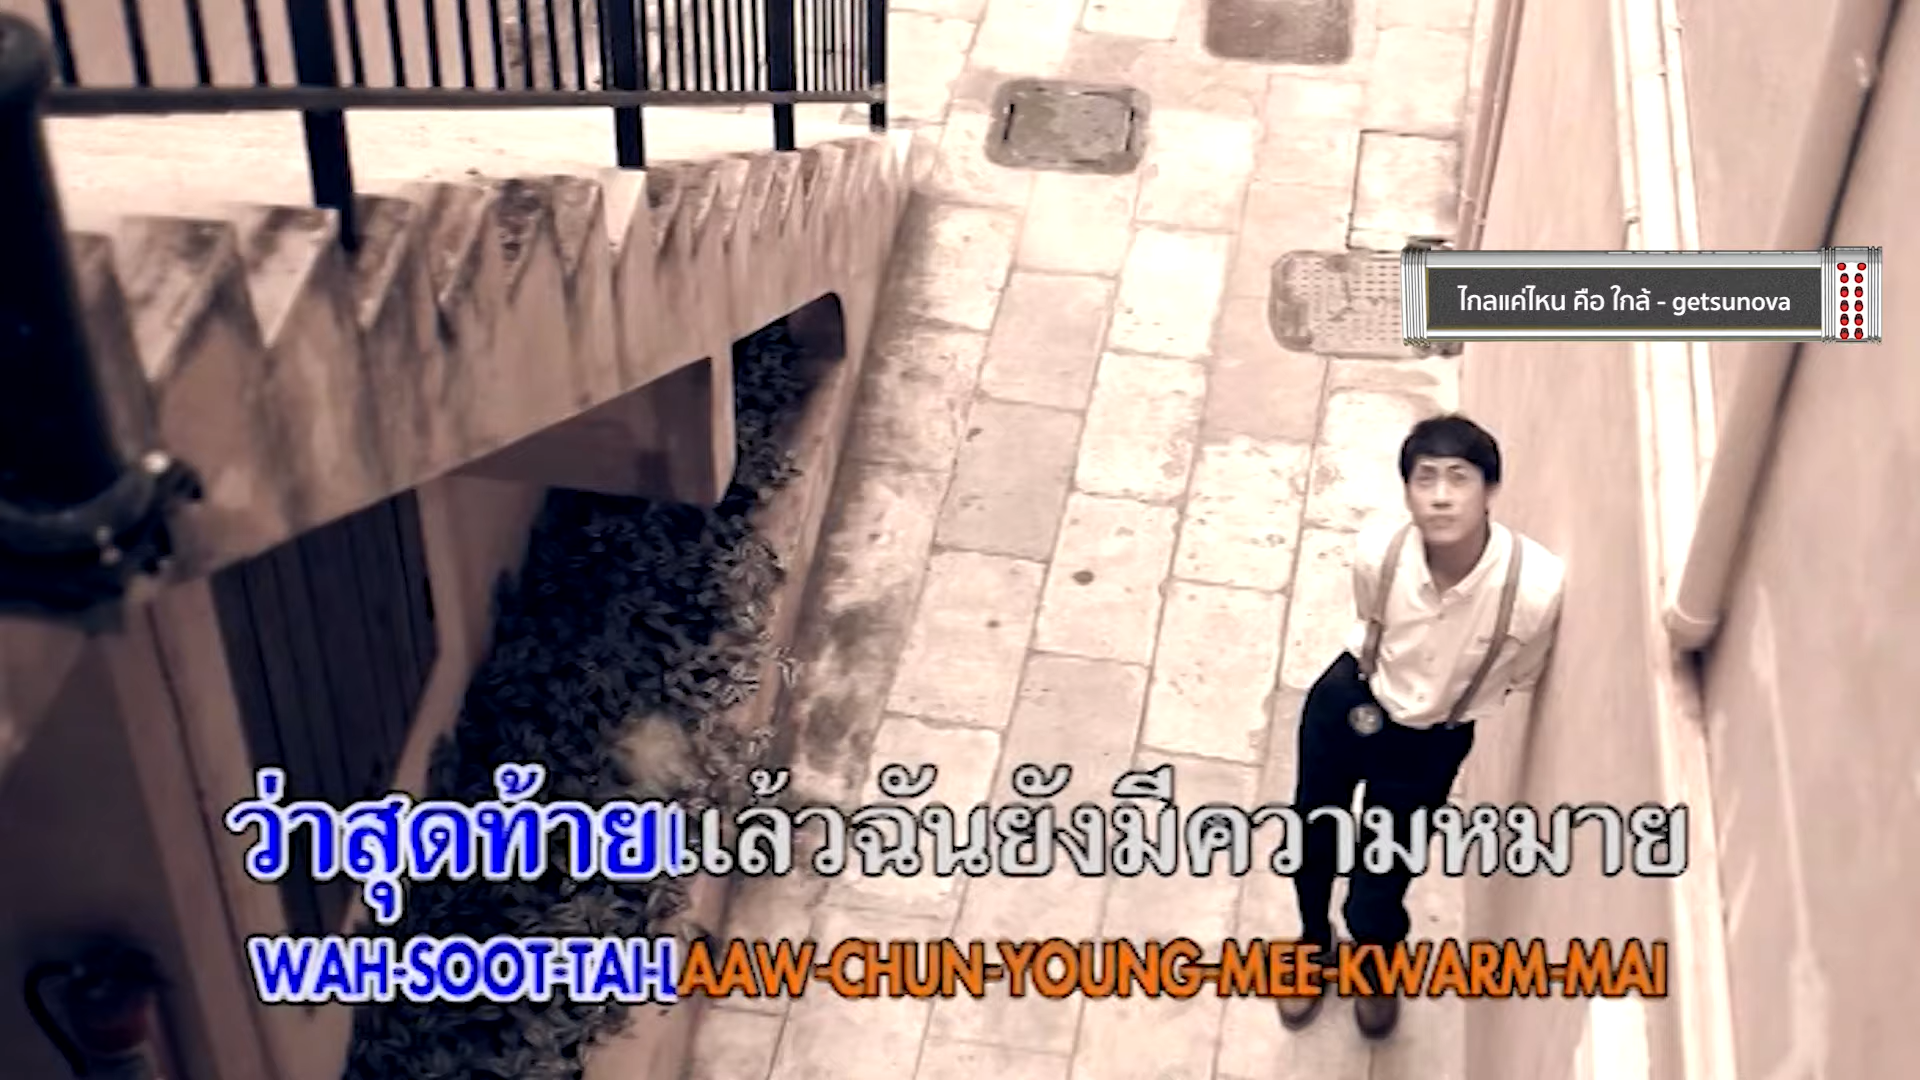 ไกลแค่ไหน คือ ใกล้ - getsunova
ว่าสุดท้ายแล้วฉันยังมีความหมาย
WAH-SOOT-TAI-LAAW-CHUN-YOUNG-MEE-KWARM-MAI